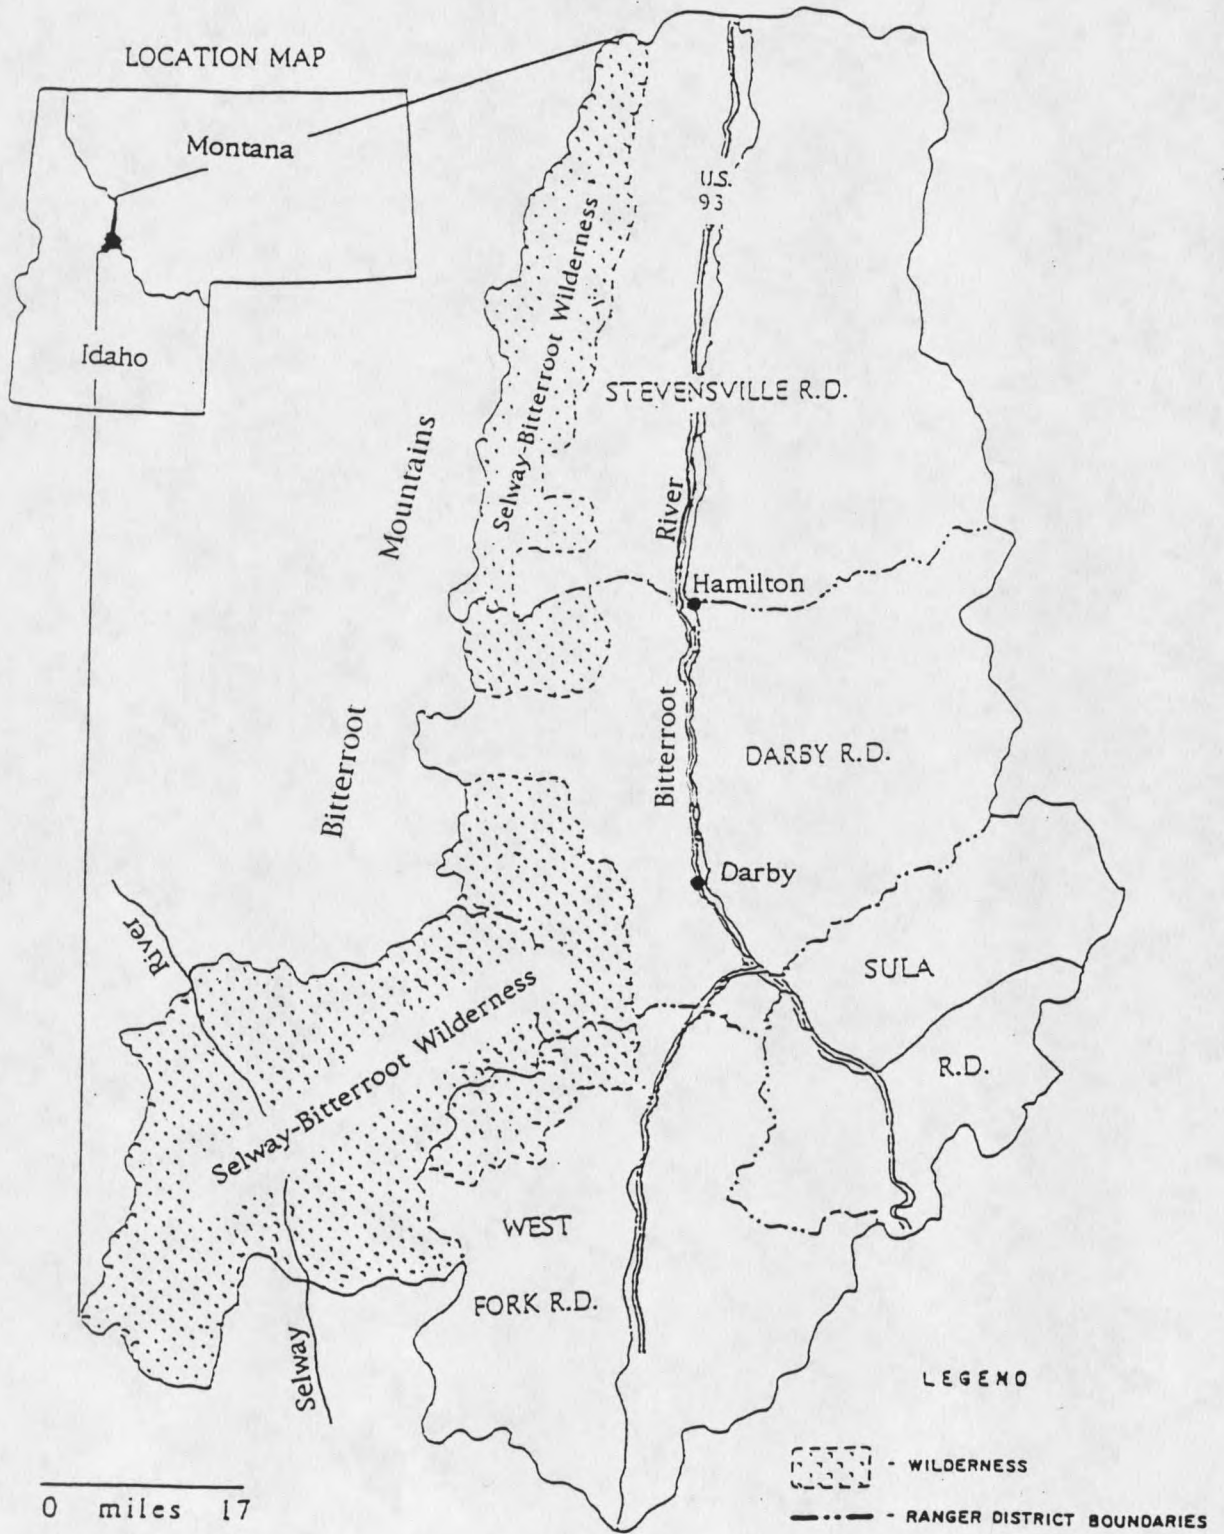 LOCATION MAP
Montana
Idaho
U.S.
93
Selway-Bitterroot Wilderness
STEVENSVILLE R.D.
Mountains
River
Hamilton
Bitterroot
Bitterroot
DARBY R.D.
Darby
River
SULA
Selway-Bitterroot Wilderness
R.D.
WEST
FORK R.D.
Selway
LEGEND
- WILDERNESS
0 miles 17
- RANGER DISTRICT BOUNDARIES